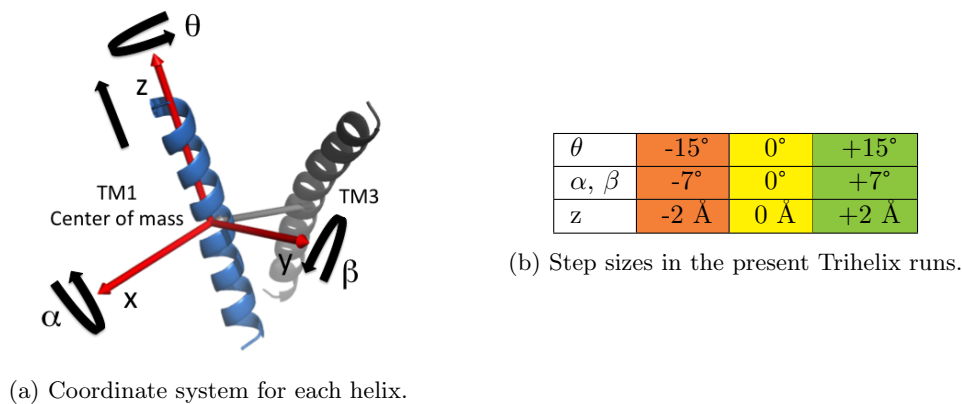 θ
z
TM1
Center of mass
TM3
y
β
x
α
θ -15° 0° +15°
α, β -7° 0° +7°
z -2 Å 0 Å +2 Å
(b) Step sizes in the present Trihelix runs.
(a) Coordinate system for each helix.